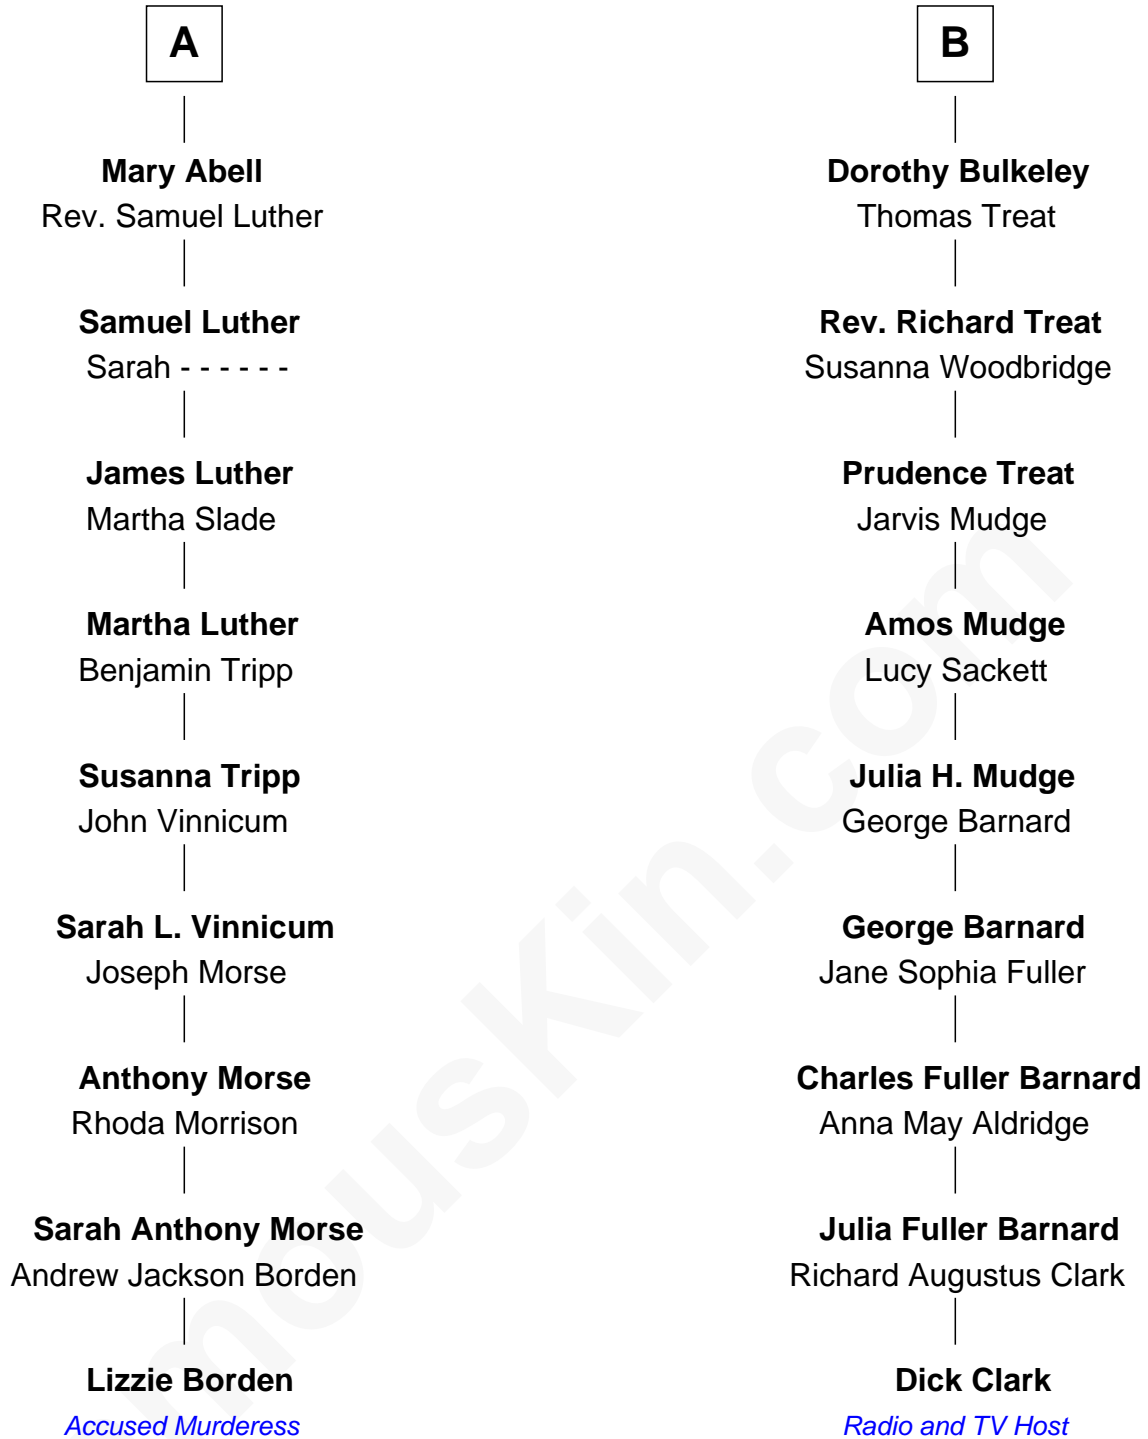 A
Mary Abell
Rev. Samuel Luther
Samuel Luther
Sarah - - - - - -
James Luther
Martha Slade
Martha Luther
Benjamin Tripp
Susanna Tripp
John Vinnicum
Sarah L. Vinnicum
Joseph Morse
Anthony Morse
Rhoda Morrison
Sarah Anthony Morse
Andrew Jackson Borden
Lizzie Borden
Accused Murderess
B
Dorothy Bulkeley
Thomas Treat
Rev. Richard Treat
Susanna Woodbridge
Prudence Treat
Jarvis Mudge
Amos Mudge
Lucy Sackett
Julia H. Mudge
George Barnard
George Barnard
Jane Sophia Fuller
Charles Fuller Barnard
Anna May Aldridge
Julia Fuller Barnard
Richard Augustus Clark
Dick Clark
Radio and TV Host
mousKin.com